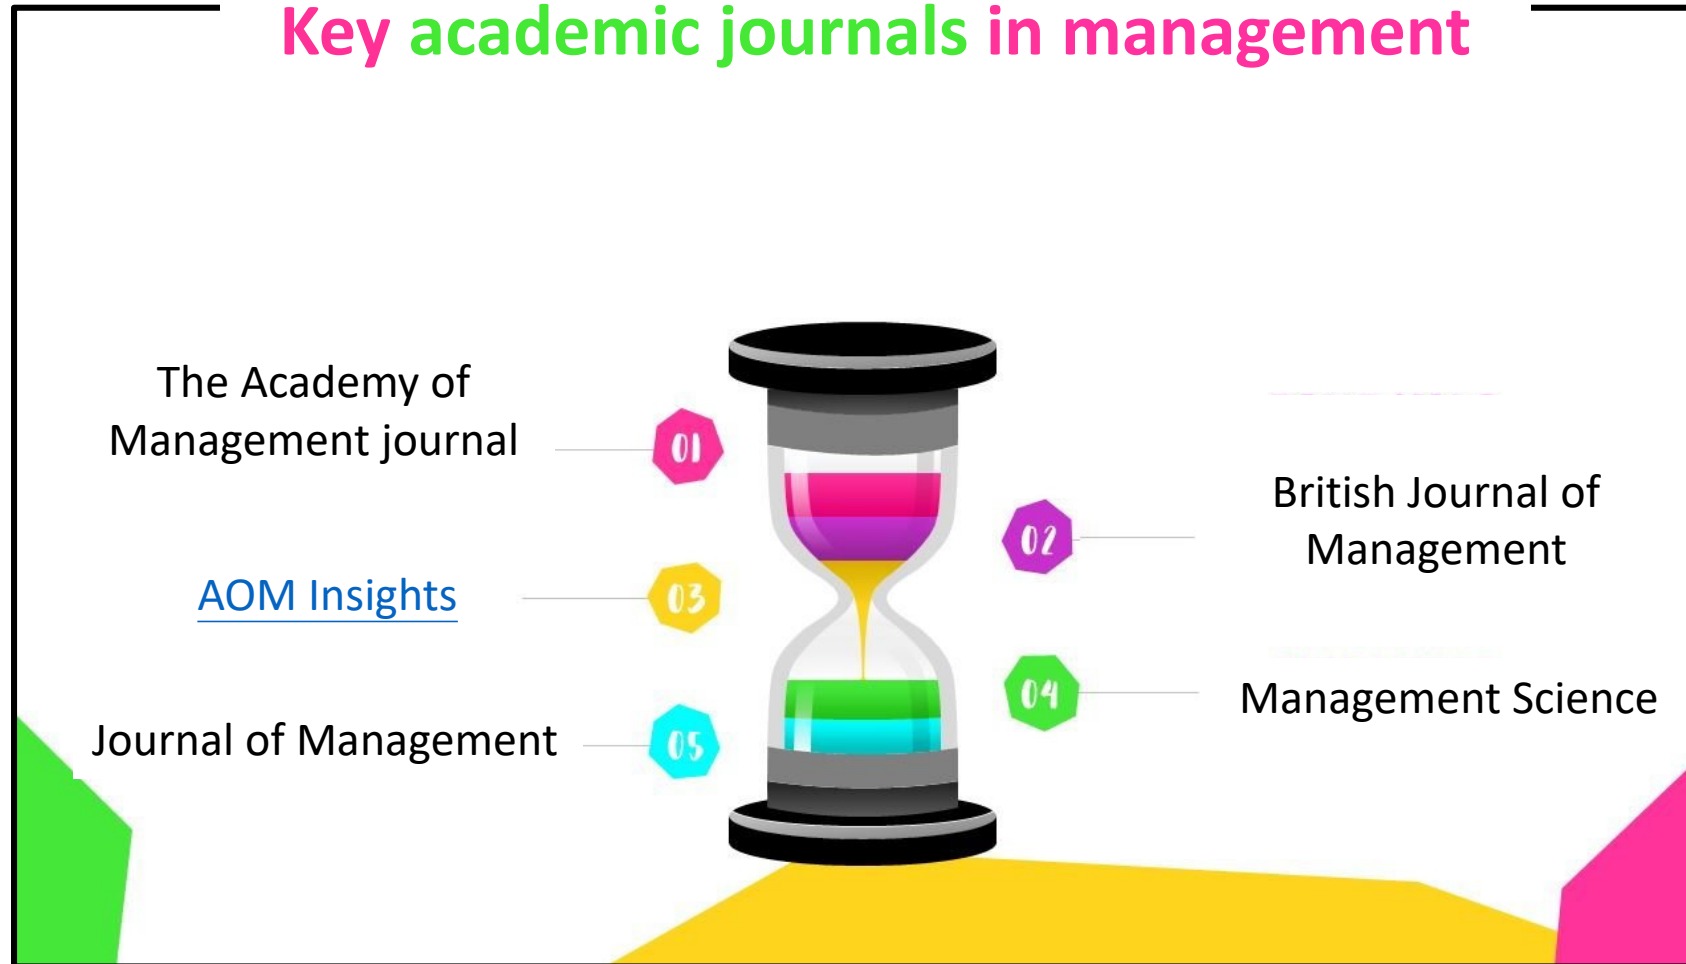 Key academic journals in management
The Academy of
Management journal
01
British Journal of
Management
02
AOM Insights
03
Management Science
04
Journal of Management
05